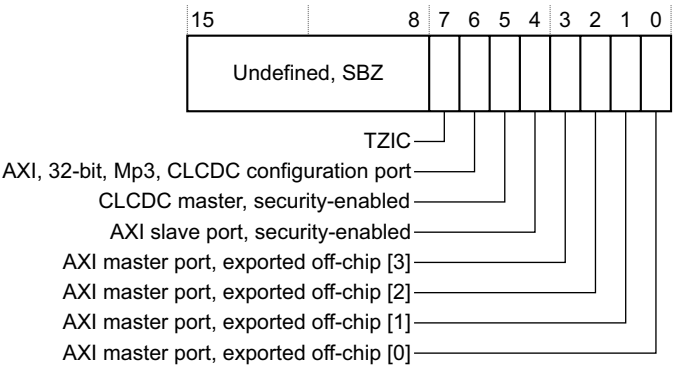 15 8 7 6 5 4 3 2 1 0
Undefined, SBZ
TZIC
AXI, 32-bit, Mp3, CLCDC configuration port
CLCDC master, security-enabled
AXI slave port, security-enabled
AXI master port, exported off-chip [3]
AXI master port, exported off-chip [2]
AXI master port, exported off-chip [1]
AXI master port, exported off-chip [0]